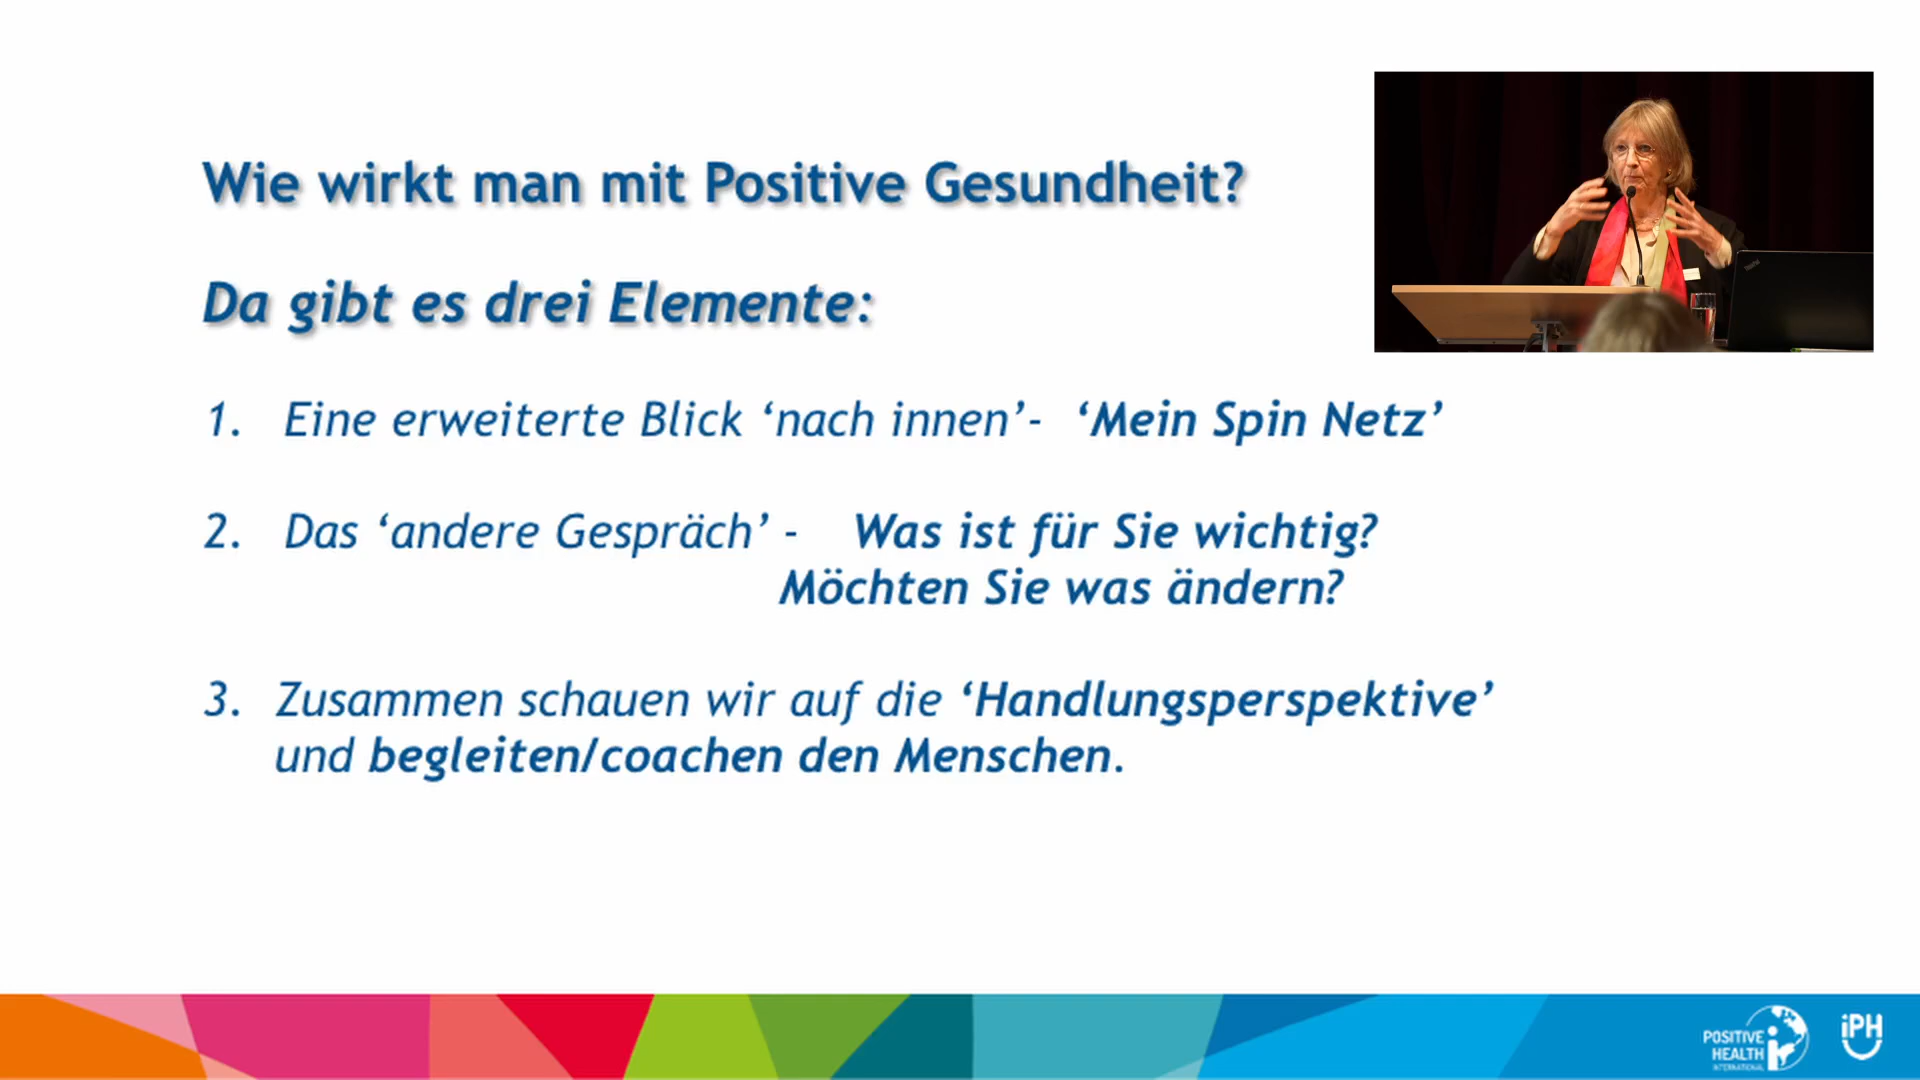 Wie wirkt man mit Positive Gesundheit?
Da gibt es drei Elemente:
1. Eine erweiterte Blick ‘nach innen’- ‘Mein Spin Netz’
2. Das ‘andere Gespräch’ - Was ist für Sie wichtig?
Möchten Sie was ändern?
3. Zusammen schauen wir auf die ‘Handlungsperspektive’
und begleiten/coachen den Menschen.
POSITIVE
HEALTH
INTERNATIONAL
iPH